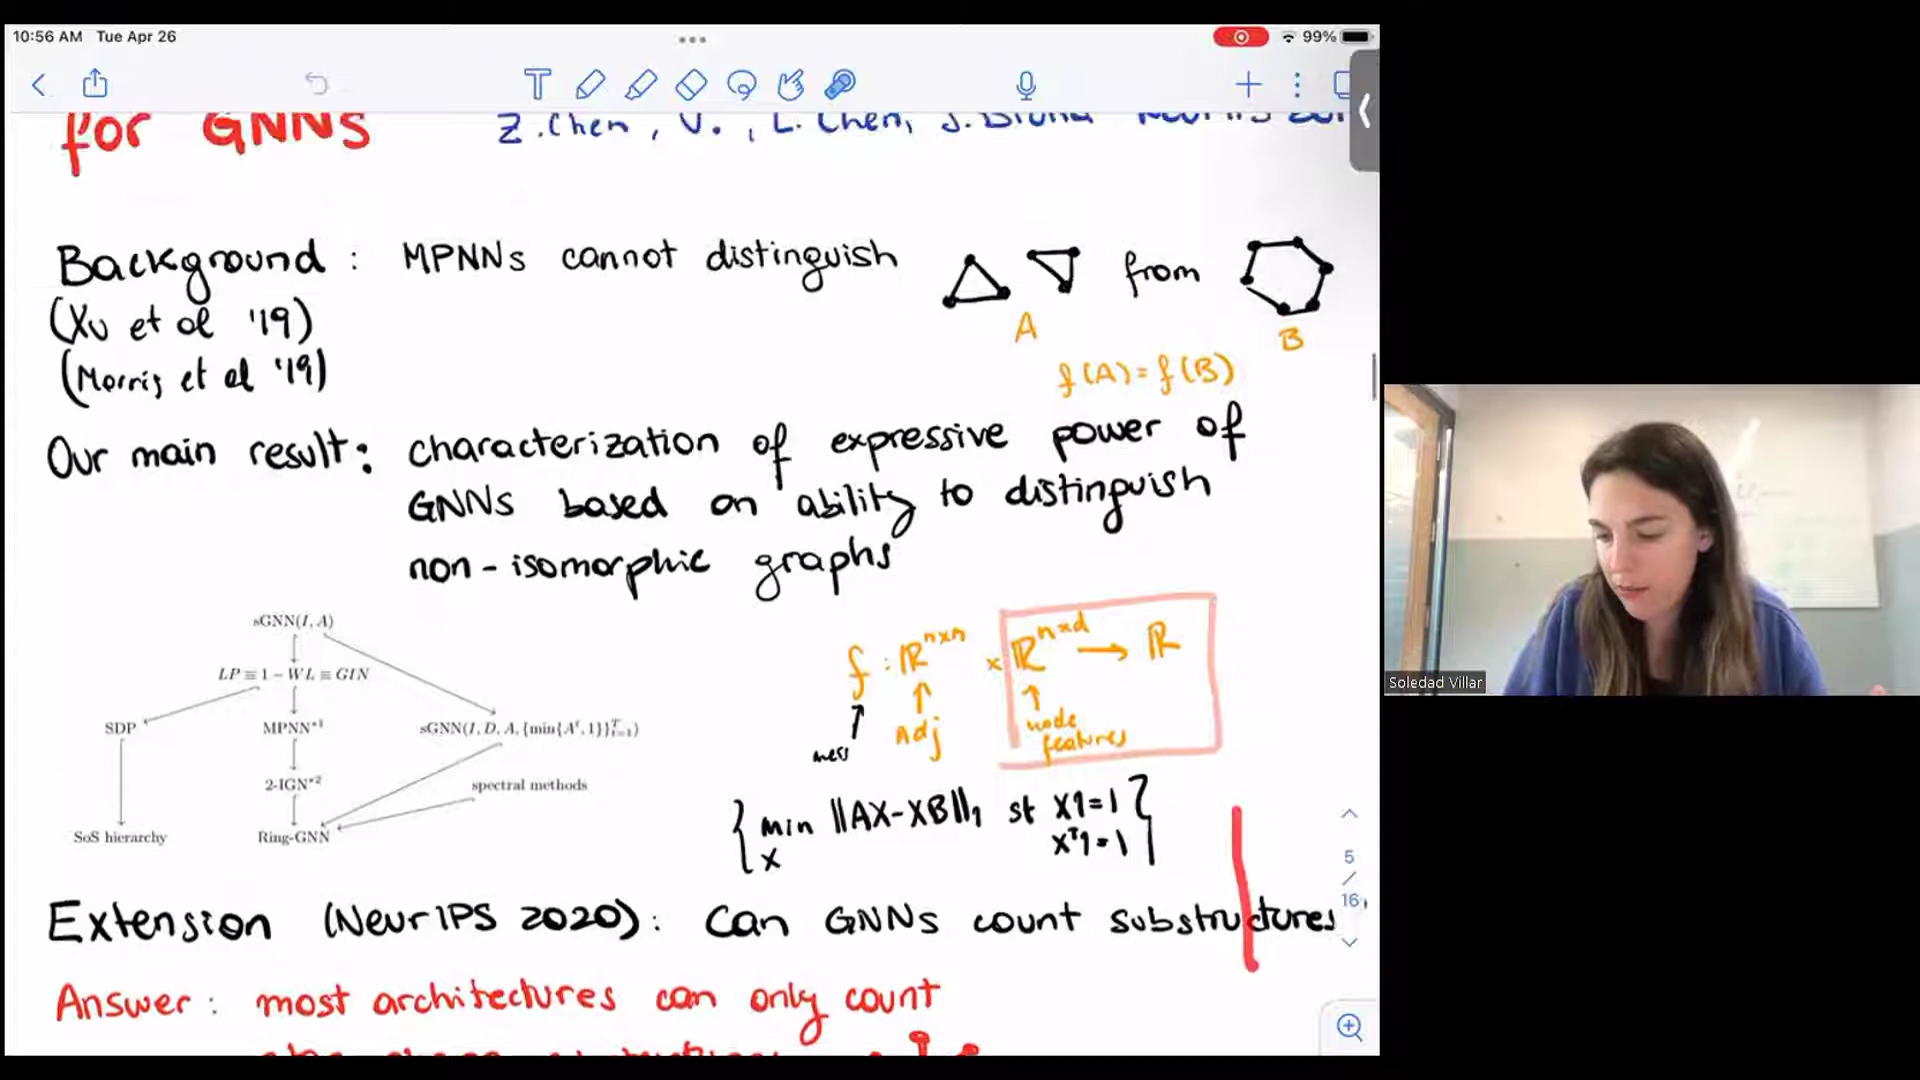 10:56 AM Tue Apr 26
99%
for GNNs Z. Chen, V., L. Chen, J. Bruna
Background : MPNNs cannot distinguish from
A
B
(Xu et al '19)
(Morris et al '19)
f(A) = f(B)
Our main result: characterization of expressive power of
GNNs based on ability to distinguish
non-isomorphic graphs
sGNN(I, A)
LP ≡ 1 − WL ≡ GIN
SDP
MPNN*1
sGNN(I, D, A, {min{A^t, 1}}_{t=1}^T)
2-IGN*2
spectral methods
SoS hierarchy
Ring-GNN
f : ℝ^{n×n} × ℝ^{n×d} → ℝ
Adj
node
features
{ min ‖AX-XB‖₁ st X1=1 }
X
X^T1=1
5
/
16
Extension (NeurIPS 2020): Can GNNs count substructures
Answer : most architectures can only count
Soledad Villar